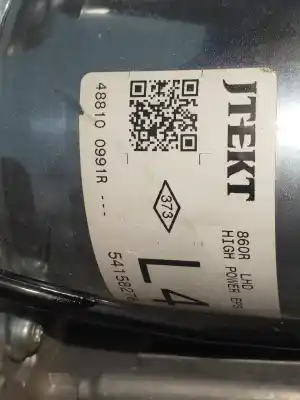 JTEKT
860R LHD
HIGH POWER EPS
373
L4
48810 0991R ---